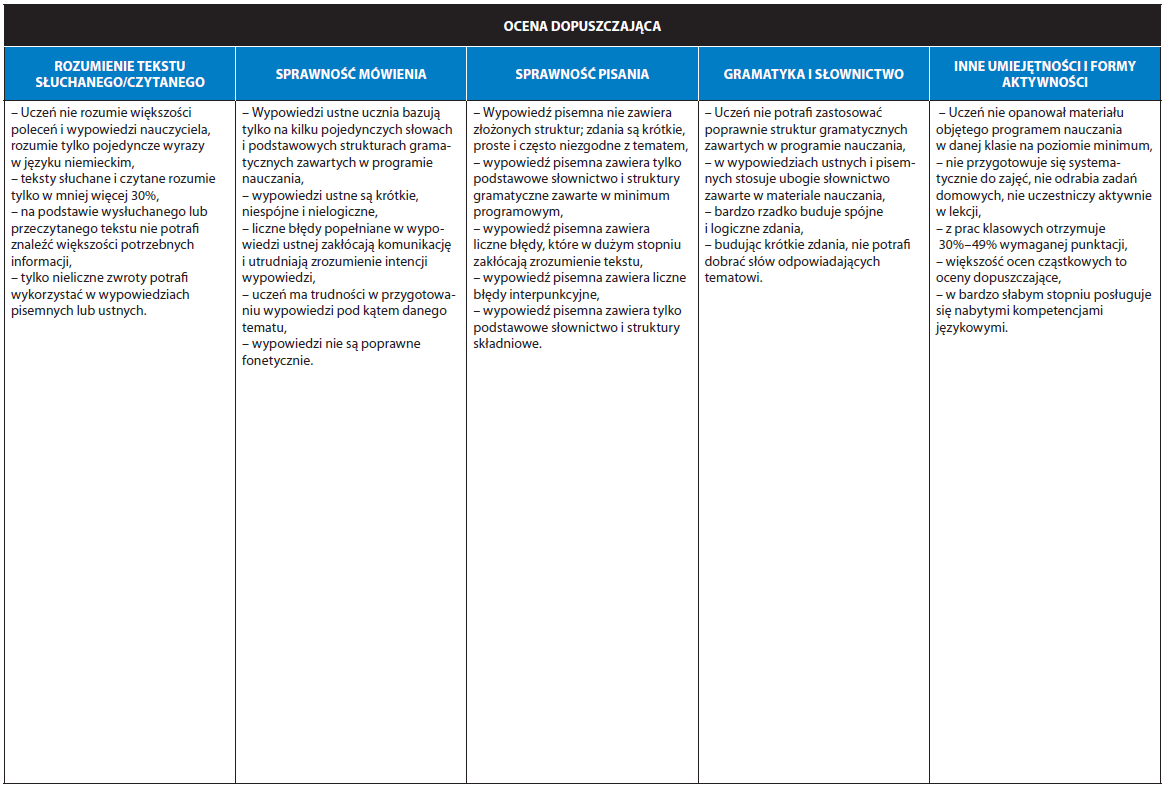 OCENA DOPUSZCZAJĄCA
ROZUMIENIE TEKSTU
SŁUCHANEGO/CZYTANEGO
SPRAWNOŚĆ MÓWIENIA
SPRAWNOŚĆ PISANIA
GRAMATYKA I SŁOWNICTWO
INNE UMIEJĘTNOŚCI I FORMY
AKTYWNOŚCI
– Uczeń nie rozumie większości
poleceń i wypowiedzi nauczyciela,
rozumie tylko pojedyncze wyrazy
w języku niemieckim,
– teksty słuchane i czytane rozumie
tylko w mniej więcej 30%,
– na podstawie wysłuchanego lub
przeczytanego tekstu nie potrafi
znaleźć większości potrzebnych
informacji,
– tylko nieliczne zwroty potrafi
wykorzystać w wypowiedziach
pisemnych lub ustnych.
– Wypowiedzi ustne ucznia bazują
tylko na kilku pojedynczych słowach
i podstawowych strukturach grama-
tycznych zawartych w programie
nauczania,
– wypowiedzi ustne są krótkie,
niespójne i nielogiczne,
– liczne błędy popełniane w wypo-
wiedzi ustnej zakłócają komunikację
i utrudniają zrozumienie intencji
wypowiedzi,
– uczeń ma trudności w przygotowa-
niu wypowiedzi pod kątem danego
tematu,
– wypowiedzi nie są poprawne
fonetycznie.
– Wypowiedź pisemna nie zawiera
złożonych struktur; zdania są krótkie,
proste i często niezgodne z tematem,
– wypowiedź pisemna zawiera tylko
podstawowe słownictwo i struktury
gramatyczne zawarte w minimum
programowym,
– wypowiedź pisemna zawiera
liczne błędy, które w dużym stopniu
zakłócają zrozumienie tekstu,
– wypowiedź pisemna zawiera liczne
błędy interpunkcyjne,
– wypowiedź pisemna zawiera tylko
podstawowe słownictwo i struktury
składniowe.
– Uczeń nie potrafi zastosować
poprawnie struktur gramatycznych
zawartych w programie nauczania,
– w wypowiedziach ustnych i pisem-
nych stosuje ubogie słownictwo
zawarte w materiale nauczania,
– bardzo rzadko buduje spójne
i logiczne zdania,
– budując krótkie zdania, nie potrafi
dobrać słów odpowiadających
tematowi.
– Uczeń nie opanował materiału
objętego programem nauczania
w danej klasie na poziomie minimum,
– nie przygotowuje się systema-
tycznie do zajęć, nie odrabia zadań
domowych, nie uczestniczy aktywnie
w lekcji,
– z prac klasowych otrzymuje
30%–49% wymaganej punktacji,
– większość ocen cząstkowych to
oceny dopuszczające,
– w bardzo słabym stopniu posługuje
się nabytymi kompetencjami
językowymi.